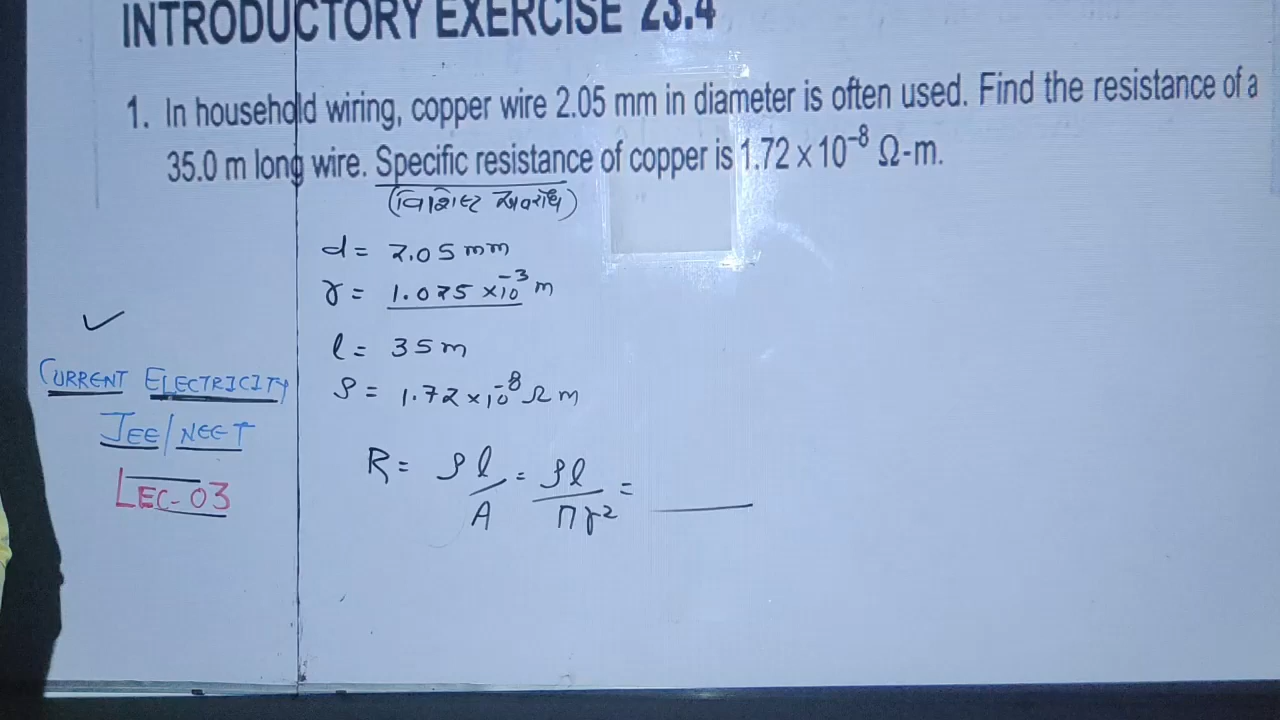 INTRODUCTORY EXERCISE 23.4
1. In household wiring, copper wire 2.05 mm in diameter is often used. Find the resistance of a
35.0 m long wire. Specific resistance of copper is 1.72 × 10⁻⁸ Ω-m.
(विशिष्ट अवरोध)
d = 2.05 mm
r = 1.025 × 10⁻³ m
l = 35 m
ρ = 1.72 × 10⁻⁸ Ω m
R = ρl/A = ρl/πr² =
CURRENT ELECTRICITY
JEE/NEET
LEC-03